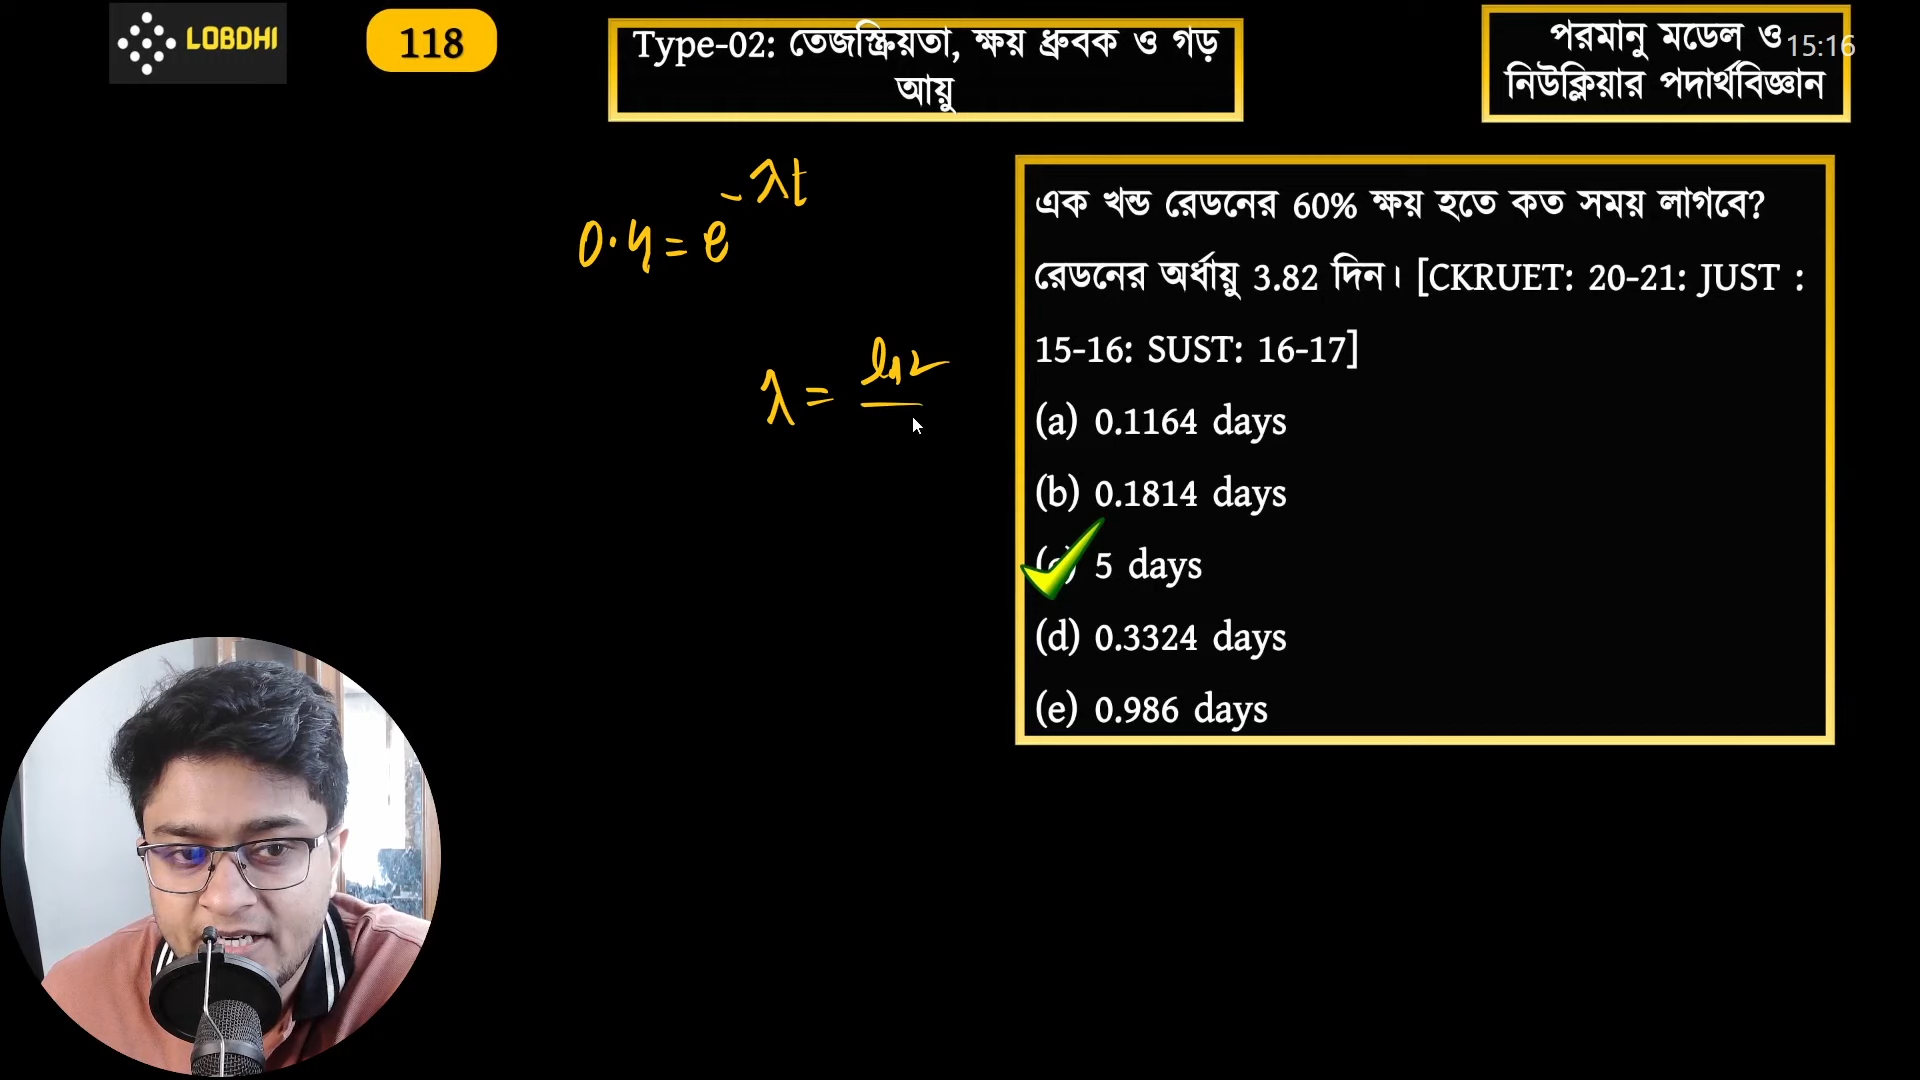 LOBDHI
118
Type-02: তেজস্ক্রিয়তা, ক্ষয় ধ্রুবক ও গড়
আয়ু
পরমানু মডেল ও
15:16
নিউক্লিয়ার পদার্থবিজ্ঞান
0.4 = e^-λt
λ = ln2
এক খন্ড রেডনের 60% ক্ষয় হতে কত সময় লাগবে?
রেডনের অর্ধায়ু 3.82 দিন। [CKRUET: 20-21: JUST :
15-16: SUST: 16-17]
(a) 0.1164 days
(b) 0.1814 days
(c) 5 days
(d) 0.3324 days
(e) 0.986 days